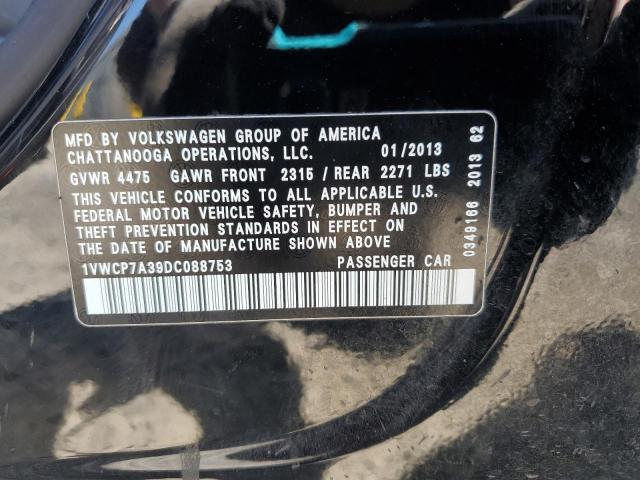 MFD BY VOLKSWAGEN GROUP OF AMERICA
CHATTANOOGA OPERATIONS, LLC. 01/2013
GVWR 4475 GAWR FRONT 2315 / REAR 2271 LBS
THIS VEHICLE CONFORMS TO ALL APPLICABLE U.S.
FEDERAL MOTOR VEHICLE SAFETY, BUMPER AND
THEFT PREVENTION STANDARDS IN EFFECT ON
THE DATE OF MANUFACTURE SHOWN ABOVE
1VWCP7A39DC088753 PASSENGER CAR
0349166 2013 62